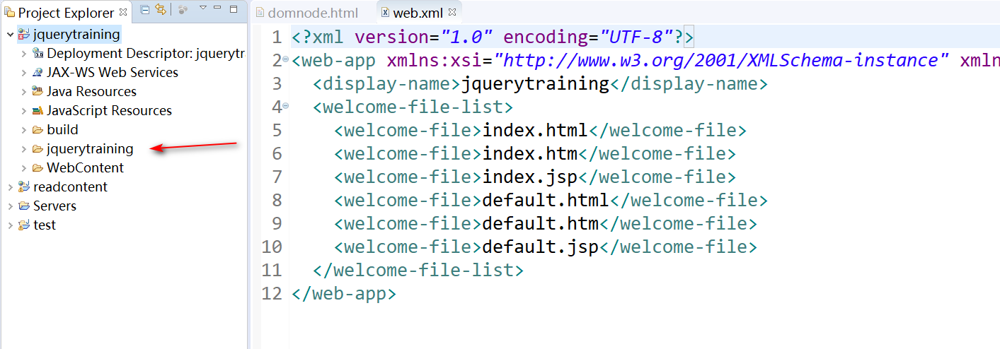 Project Explorer
jquerytraining
Deployment Descriptor: jquerytr
JAX-WS Web Services
Java Resources
JavaScript Resources
build
jquerytraining
WebContent
readcontent
Servers
test
domnode.html
web.xml
1 <?xml version="1.0" encoding="UTF-8"?>
2 <web-app xmlns:xsi="http://www.w3.org/2001/XMLSchema-instance" xmln
3 <display-name>jquerytraining</display-name>
4 <welcome-file-list>
5 <welcome-file>index.html</welcome-file>
6 <welcome-file>index.htm</welcome-file>
7 <welcome-file>index.jsp</welcome-file>
8 <welcome-file>default.html</welcome-file>
9 <welcome-file>default.htm</welcome-file>
10 <welcome-file>default.jsp</welcome-file>
11 </welcome-file-list>
12 </web-app>